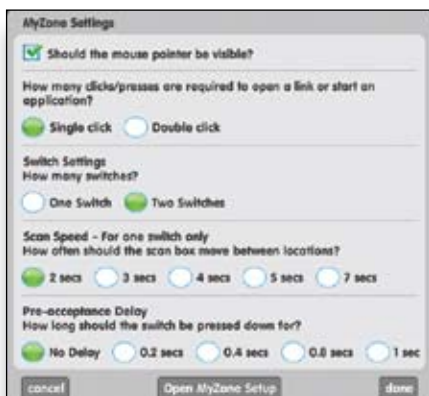 MyZone Settings
Should the mouse pointer be visible?
How many clicks/presses are required to open a link or start an
application?
Single click Double click
Switch Settings
How many switches?
One Switch Two Switches
Scan Speed - For one switch only
How often should the scan box move between locations?
2 secs 3 secs 4 secs 5 secs 7 secs
Pre-acceptance Delay
How long should the switch be pressed down for?
No Delay 0.2 secs 0.4 secs 0.8 secs 1 sec
cancel Open MyZone Setup done